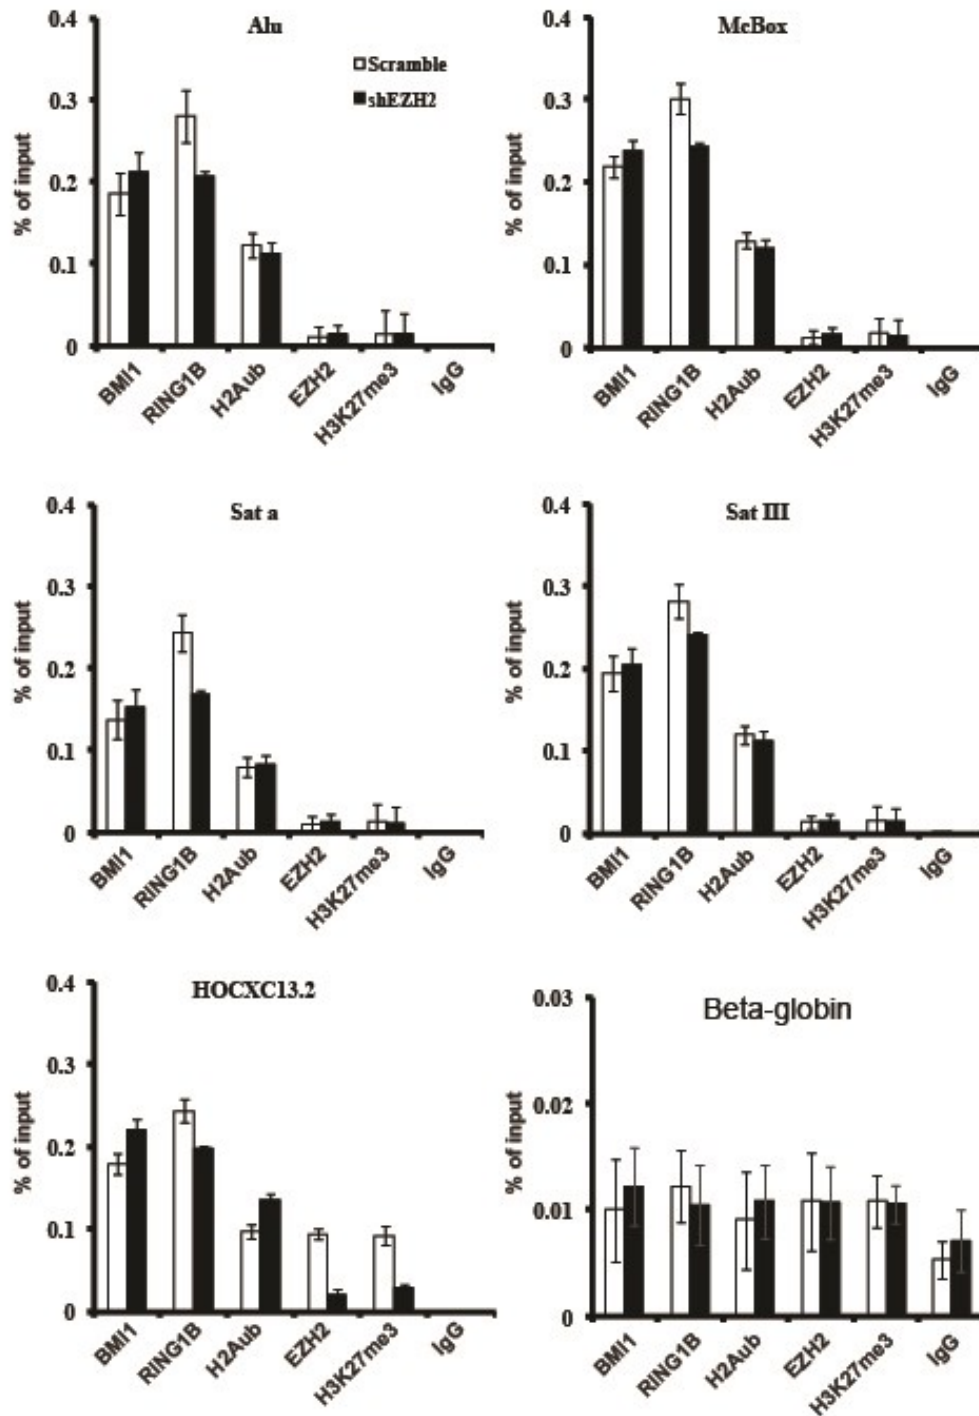 Alu
Scramble
shEZH2
% of input
0.4
0.3
0.2
0.1
0
BMI1
RING1B
H2Aub
EZH2
H3K27me3
IgG
McBox
% of input
0.4
0.3
0.2
0.1
0
BMI1
RING1B
H2Aub
EZH2
H3K27me3
IgG
Sat a
% of input
0.4
0.3
0.2
0.1
0
BMI1
RING1B
H2Aub
EZH2
H3K27me3
IgG
Sat III
% of input
0.4
0.3
0.2
0.1
0
BMI1
RING1B
H2Aub
EZH2
H3K27me3
IgG
HOCXC13.2
% of input
0.4
0.3
0.2
0.1
0
BMI1
RING1B
H2Aub
EZH2
H3K27me3
IgG
Beta-globin
% of input
0.03
0.02
0.01
0
BMI1
RING1B
H2Aub
EZH2
H3K27me3
IgG